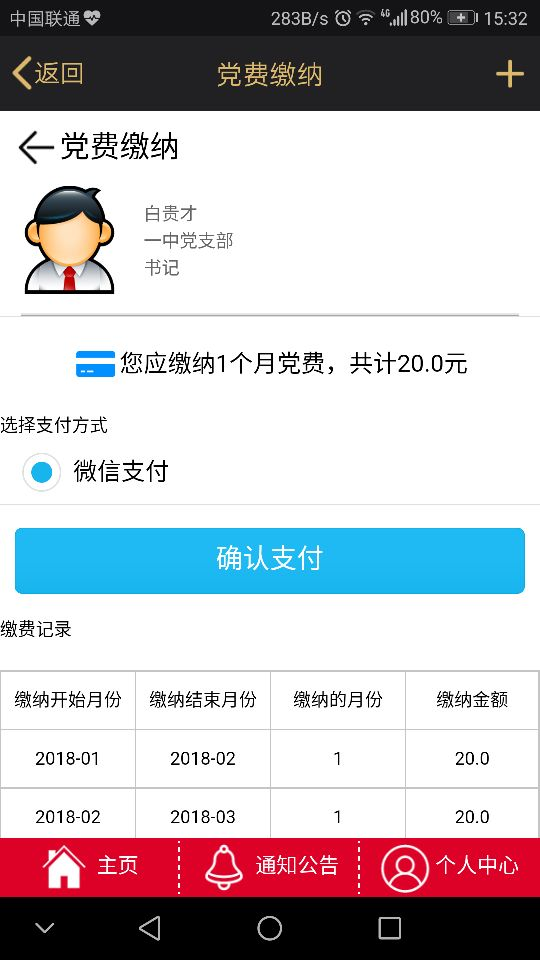 中国联通 283B/s 4G 80% 15:32
返回 党费缴纳
党费缴纳
白贵才
一中党支部
书记
您应缴纳1个月党费，共计20.0元
选择支付方式
微信支付
确认支付
缴费记录
缴纳开始月份 缴纳结束月份 缴纳的月份 缴纳金额
2018-01 2018-02 1 20.0
2018-02 2018-03 1 20.0
主页 通知公告 个人中心